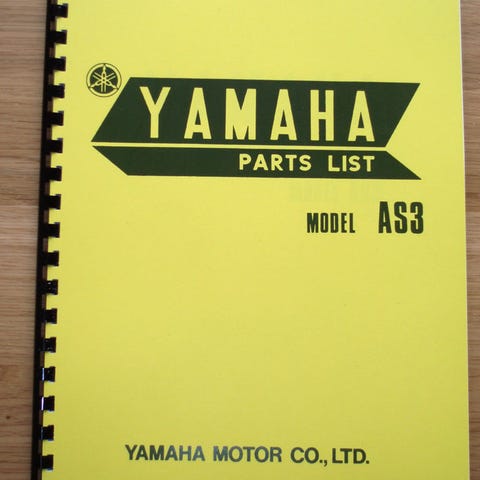 YAMAHA
PARTS LIST
MODEL AS3
YAMAHA MOTOR CO., LTD.